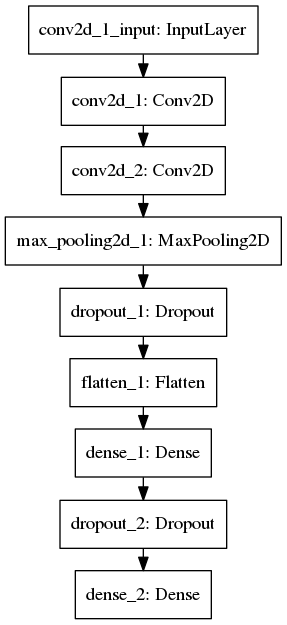 conv2d_1_input: InputLayer
conv2d_1: Conv2D
conv2d_2: Conv2D
max_pooling2d_1: MaxPooling2D
dropout_1: Dropout
flatten_1: Flatten
dense_1: Dense
dropout_2: Dropout
dense_2: Dense